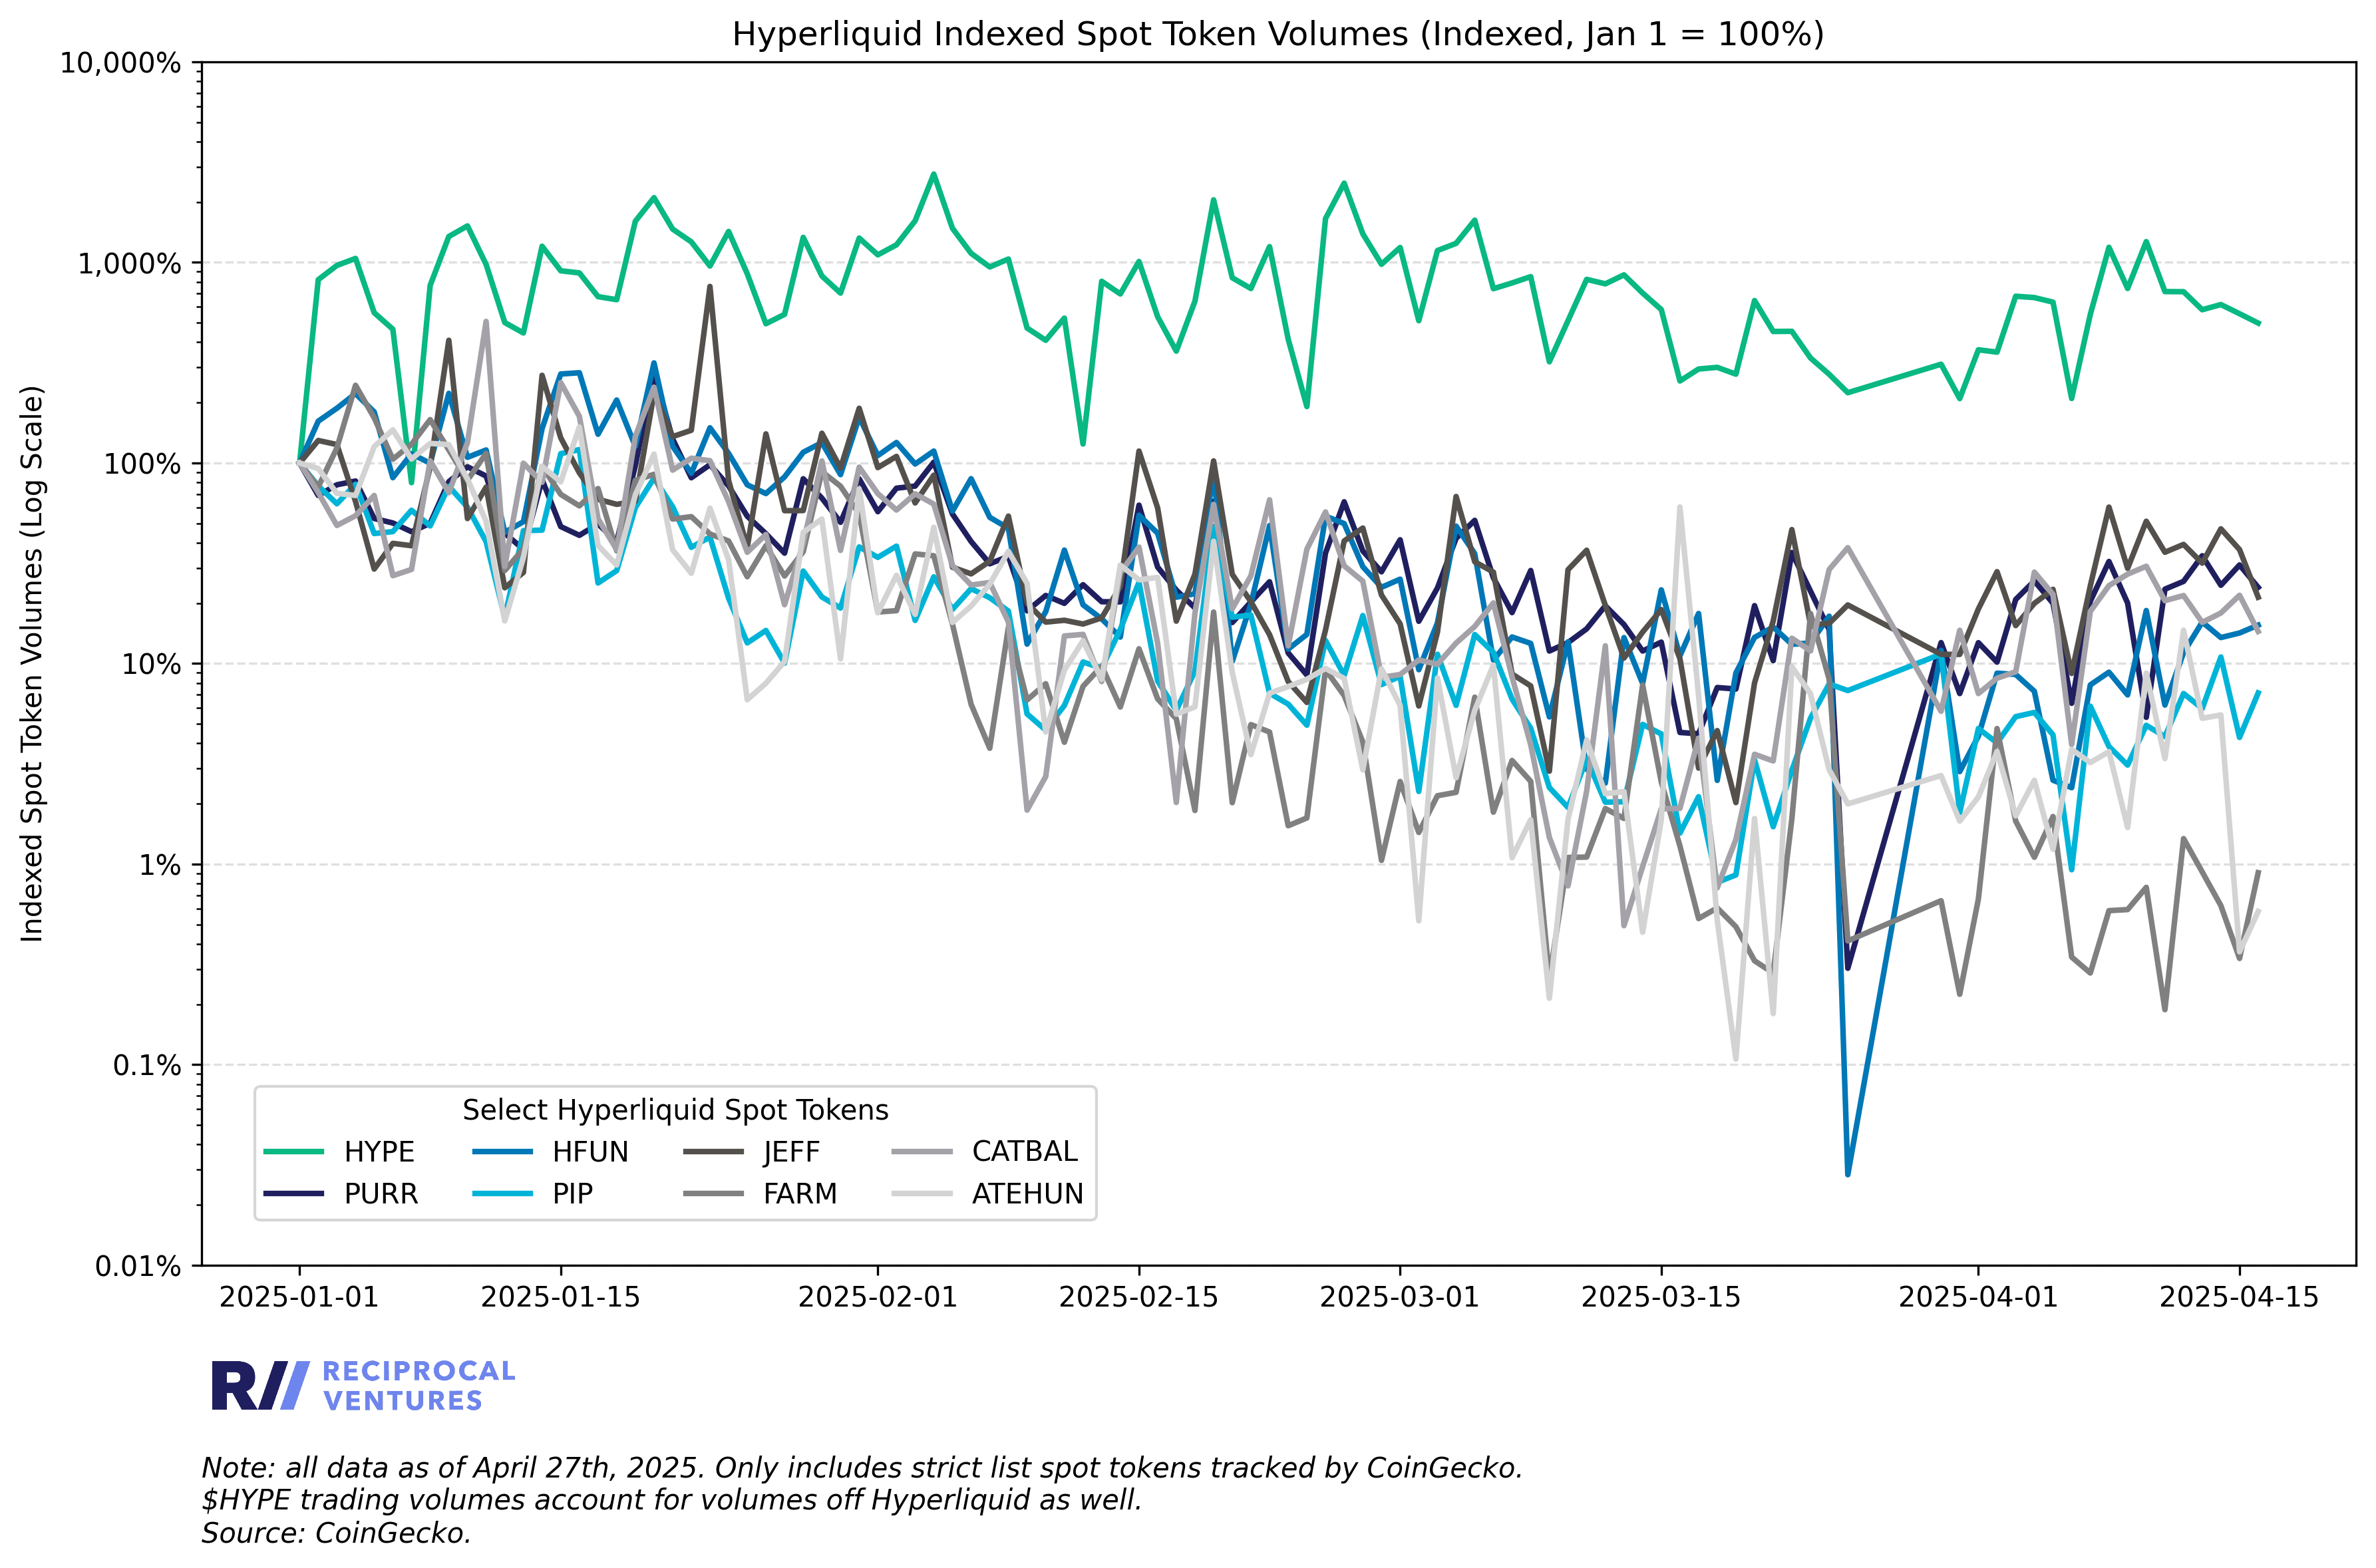 Hyperliquid Indexed Spot Token Volumes (Indexed, Jan 1 = 100%)
Indexed Spot Token Volumes (Log Scale)
10,000%
1,000%
100%
10%
1%
0.1%
0.01%
Select Hyperliquid Spot Tokens
HYPE HFUN JEFF CATBAL
PURR PIP FARM ATEHUN
2025-01-01 2025-01-15 2025-02-01 2025-02-15 2025-03-01 2025-03-15 2025-04-01 2025-04-15
RECIPROCAL
VENTURES
Note: all data as of April 27th, 2025. Only includes strict list spot tokens tracked by CoinGecko.
$HYPE trading volumes account for volumes off Hyperliquid as well.
Source: CoinGecko.